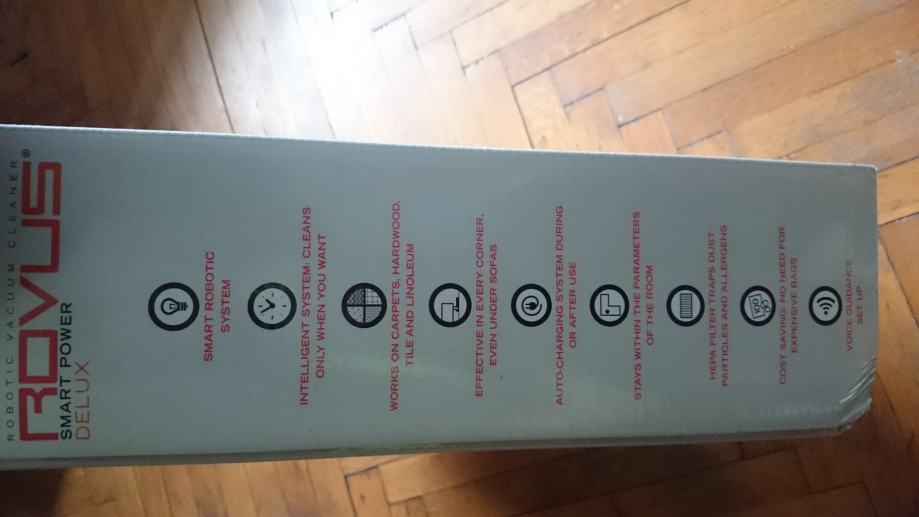 ROBOTIC VACUUM CLEANER
ROVUS®
SMART POWER
DELUX
SMART ROBOTIC
SYSTEM
INTELLIGENT SYSTEM: CLEANS
ONLY WHEN YOU WANT
WORKS ON CARPETS, HARDWOOD,
TILE AND LINOLEUM
EFFECTIVE IN EVERY CORNER,
EVEN UNDER SOFAS
AUTO-CHARGING SYSTEM DURING
OR AFTER USE
STAYS WITHIN THE PARAMETERS
OF THE ROOM
HEPA FILTER TRAPS DUST
PARTICLES AND ALLERGENS
COST SAVING - NO NEED FOR
EXPENSIVE BAGS
VOICE GUIDANCE
SET UP